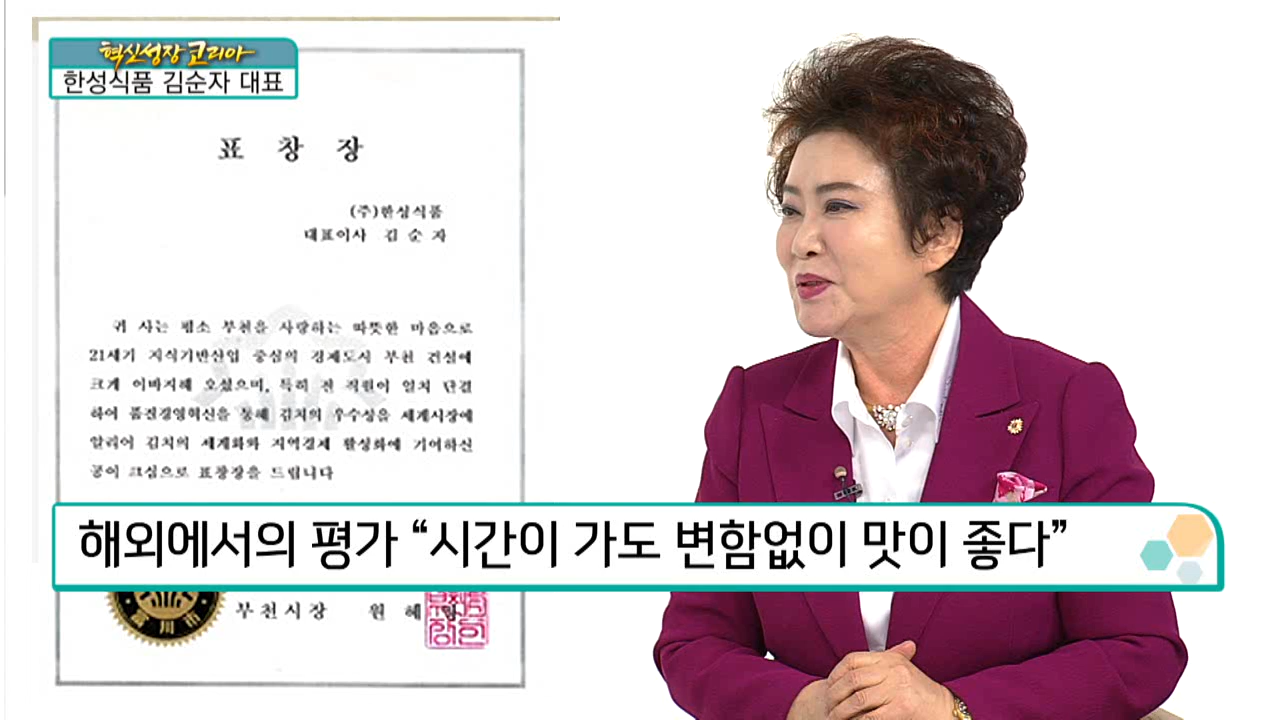 혁신성장 코리아
한성식품 김순자 대표
표 창 장
(주)한성식품
대표이사 김 순 자
귀 사는 평소 부천을 사랑하는 따뜻한 마음으로
21세기 지식기반산업 중심의 경제도시 부천 건설에
크게 이바지해 오셨으며, 특히 전 직원이 일치 단결
하여 품질경영혁신을 통해 김치의 우수성을 세계시장에
알리어 김치의 세계화와 지역경제 활성화에 기여하신
공이 크심으로 표창장을 드립니다
해외에서의 평가 “시간이 가도 변함없이 맛이 좋다”
부천시장 원 혜